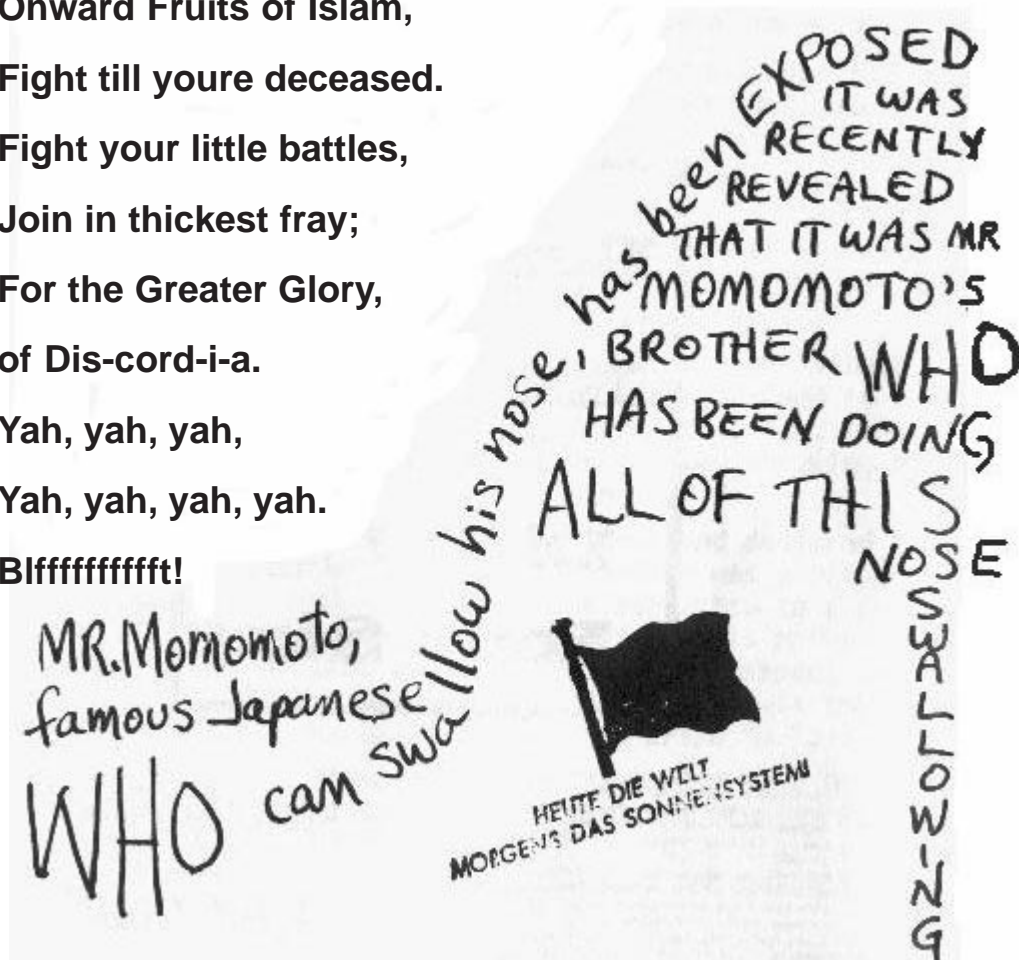 Onward Fruits of Islam,
Fight till youre deceased.
Fight your little battles,
Join in thickest fray;
For the Greater Glory,
of Dis-cord-i-a.
Yah, yah, yah,
Yah, yah, yah, yah.
Blfffffffffft!
MR. Momomoto,
famous Japanese
WHO can swallow his nose, has been EXPOSED
IT WAS
RECENTLY
REVEALED
THAT IT WAS MR
MOMOMOTO'S
BROTHER WHO
HAS BEEN DOING
ALL OF THIS
NOSE
SWALLOWING
HEUTE DIE WELT
MORGENS DAS SONNENSYSTEM!